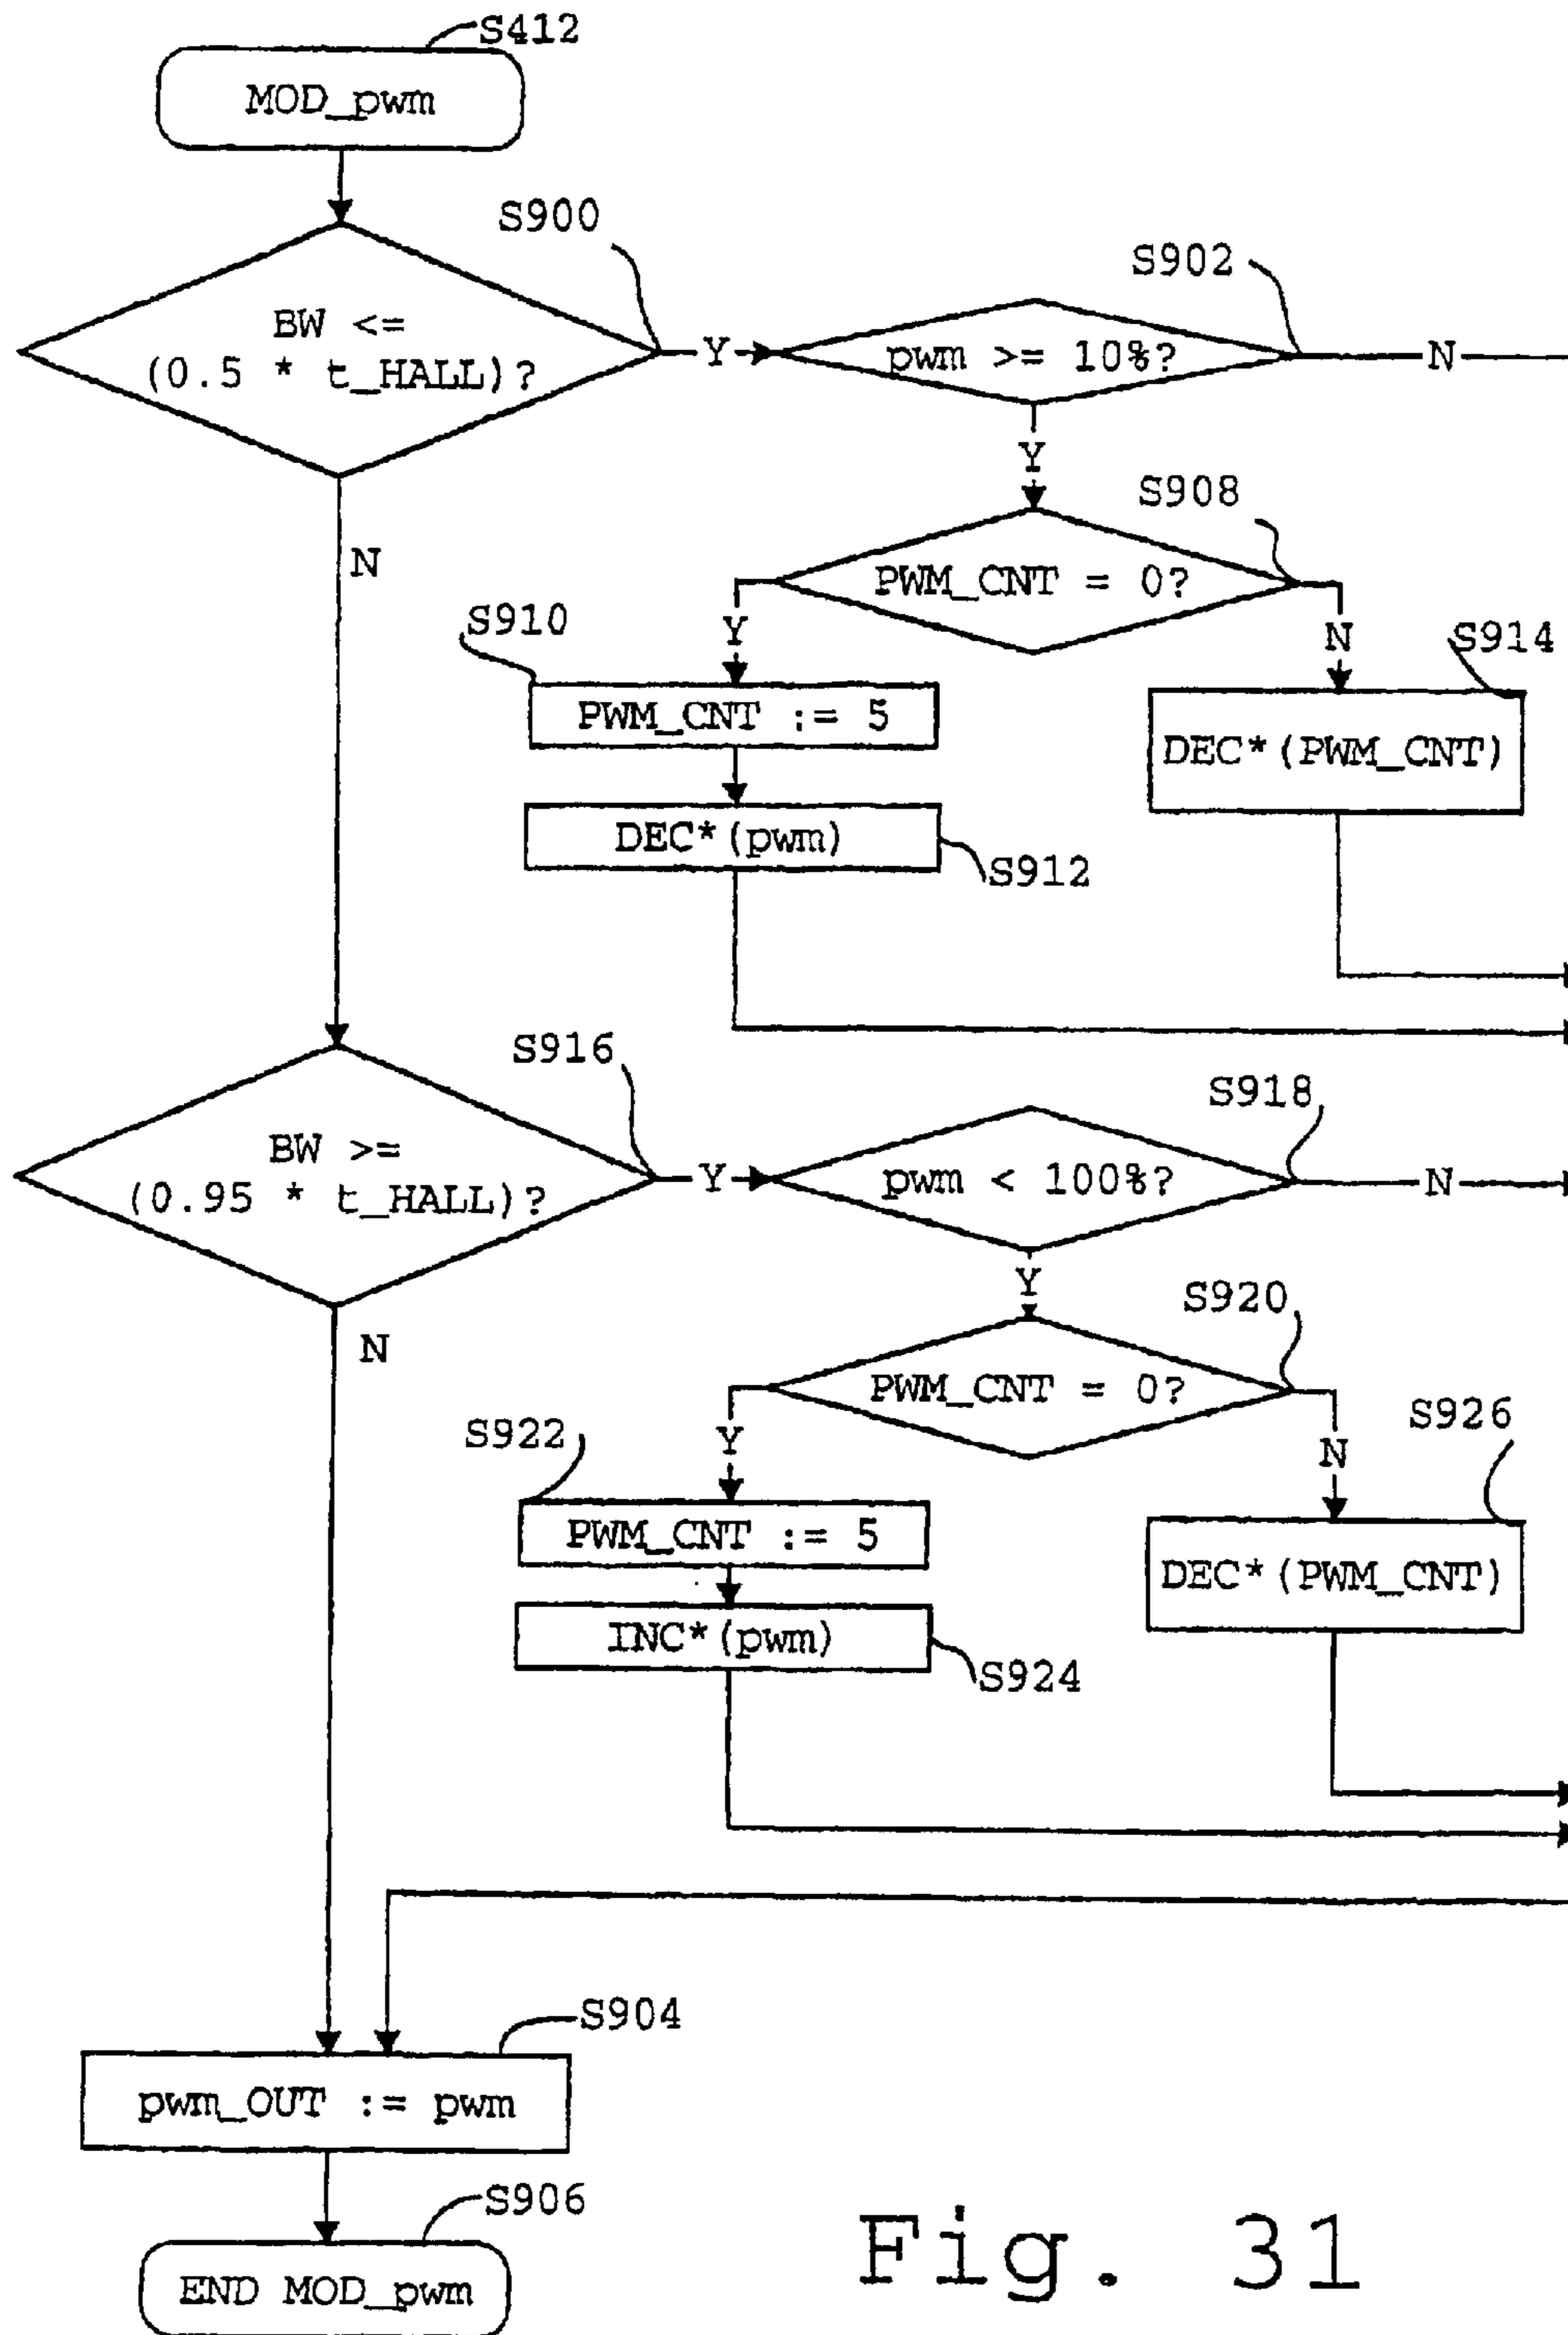 S412
MOD_pwm
S900
BW <=
(0.5 * t_HALL)?
Y
S902
pwm >= 10%?
N
Y
N
S908
PWM_CNT = 0?
Y
N
S910
PWM_CNT := 5
S914
DEC*(PWM_CNT)
DEC*(pwm)
S912
S916
BW >=
(0.95 * t_HALL)?
Y
S918
pwm < 100%?
N
Y
N
S920
PWM_CNT = 0?
Y
N
S922
PWM_CNT := 5
S926
DEC*(PWM_CNT)
INC*(pwm)
S924
S904
pwm_OUT := pwm
S906
END MOD_pwm
Fig. 31